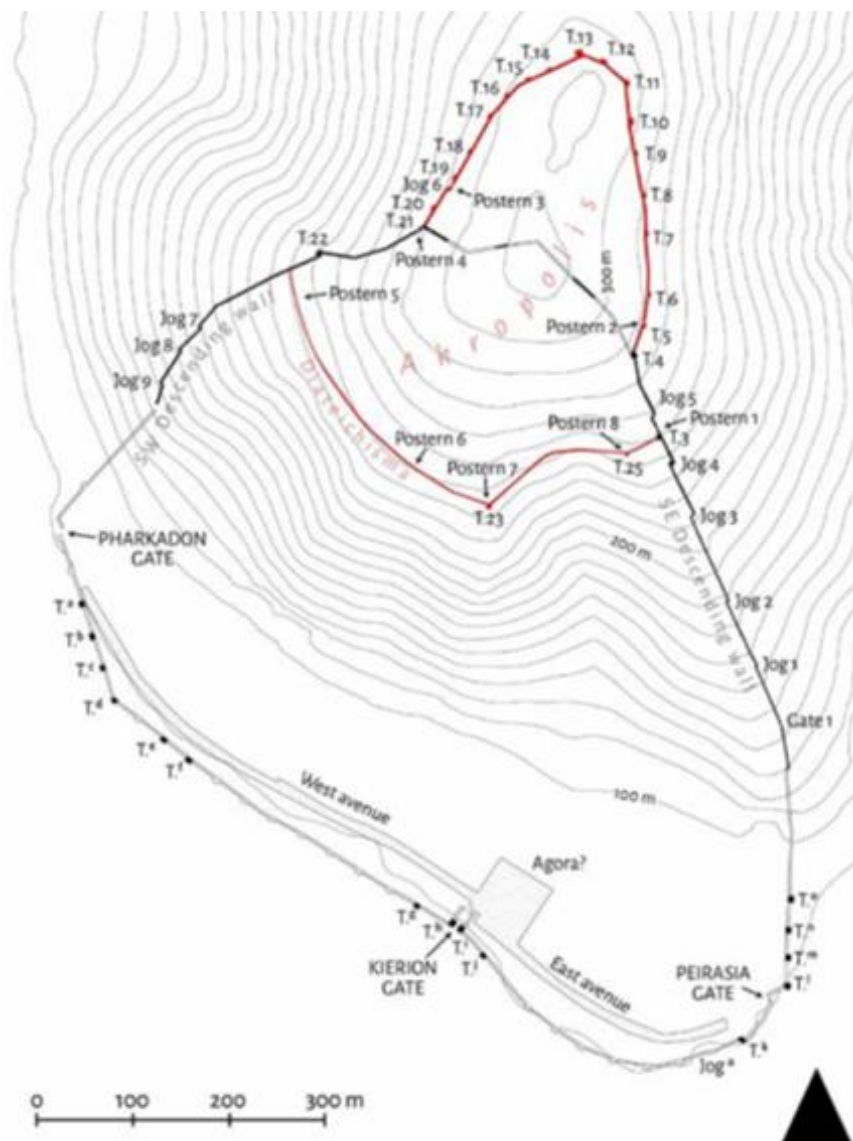 T.13
T.14
T.12
T.15
T.11
T.16
T.17
T.10
T.18
T.9
T.19
Jog 6
T.8
T.20
Postern 3
T.21
T.7
T.22
Postern 4
Akropolis
300 m
Postern 5
T.6
Jog 7
Postern 2
T.5
Jog 8
T.4
Jog 9
SW Descending wall
Diateichisma
Jog 5
Postern 1
Postern 8
T.3
Postern 6
Postern 7
T.25
Jog 4
T.23
Jog 3
PHARKADON
GATE
200 m
SE Descending wall
T.a
Jog 2
T.b
T.c
Jog 1
T.d
Gate 1
T.e
T.f
West avenue
100 m
Agora?
T.g
T.h
T.i
T.n
KIERION
GATE
T.m
East avenue
PEIRASIA
GATE
T.k
Jog a
0 100 200 300 m